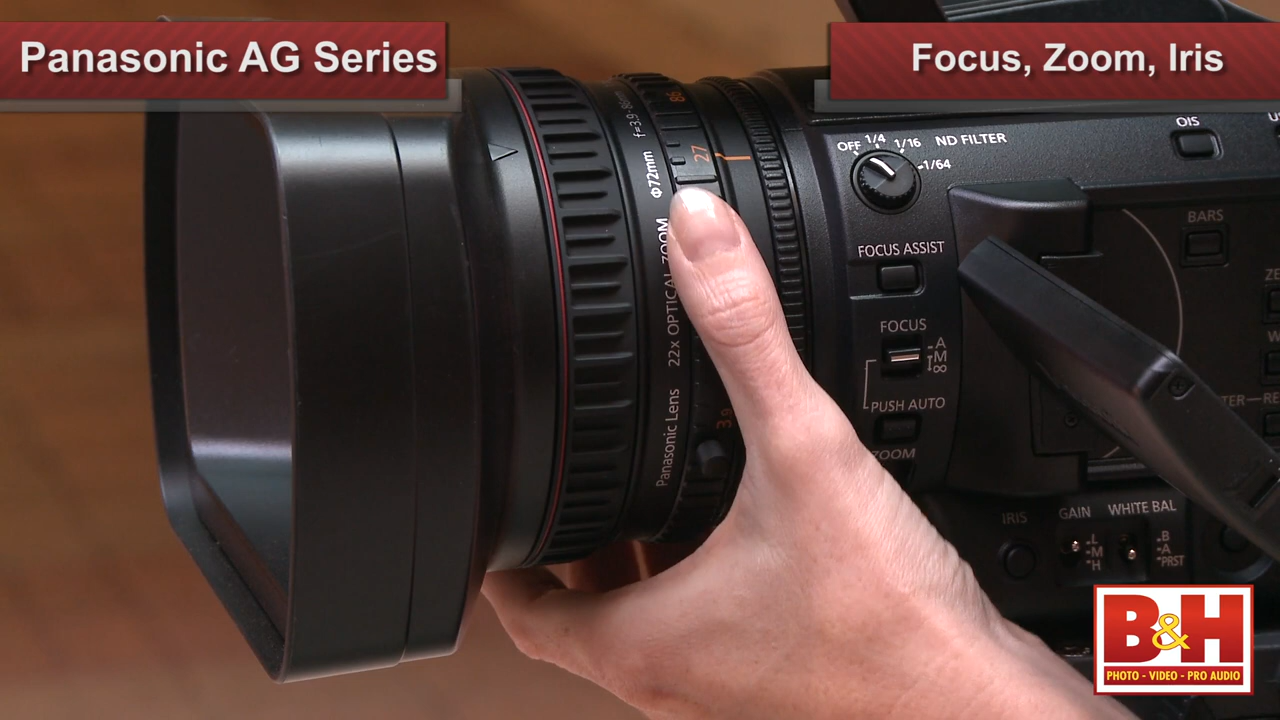 Panasonic AG Series
Focus, Zoom, Iris
Panasonic Lens 22x OPTICAL ZOOM Φ72mm
86
27
3.9
OFF 1/4 1/16 1/64 ND FILTER
OIS
BARS
FOCUS ASSIST
FOCUS
A
M
∞
PUSH AUTO
ZOOM
IRIS
GAIN
L
M
H
WHITE BAL
B
A
PRST
B&H
PHOTO - VIDEO - PRO AUDIO